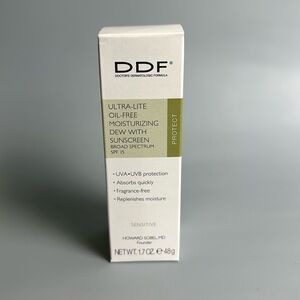 DDF®
DOCTOR'S DERMATOLOGIC FORMULA
ULTRA-LITE
OIL-FREE
MOISTURIZING
DEW WITH
SUNSCREEN
BROAD SPECTRUM
SPF 15
PROTECT
• UVA•UVB protection
• Absorbs quickly
• Fragrance-free
• Replenishes moisture
SENSITIVE
HOWARD SOBEL, MD
Founder
NET WT. 1.7 OZ. ℮ 48g